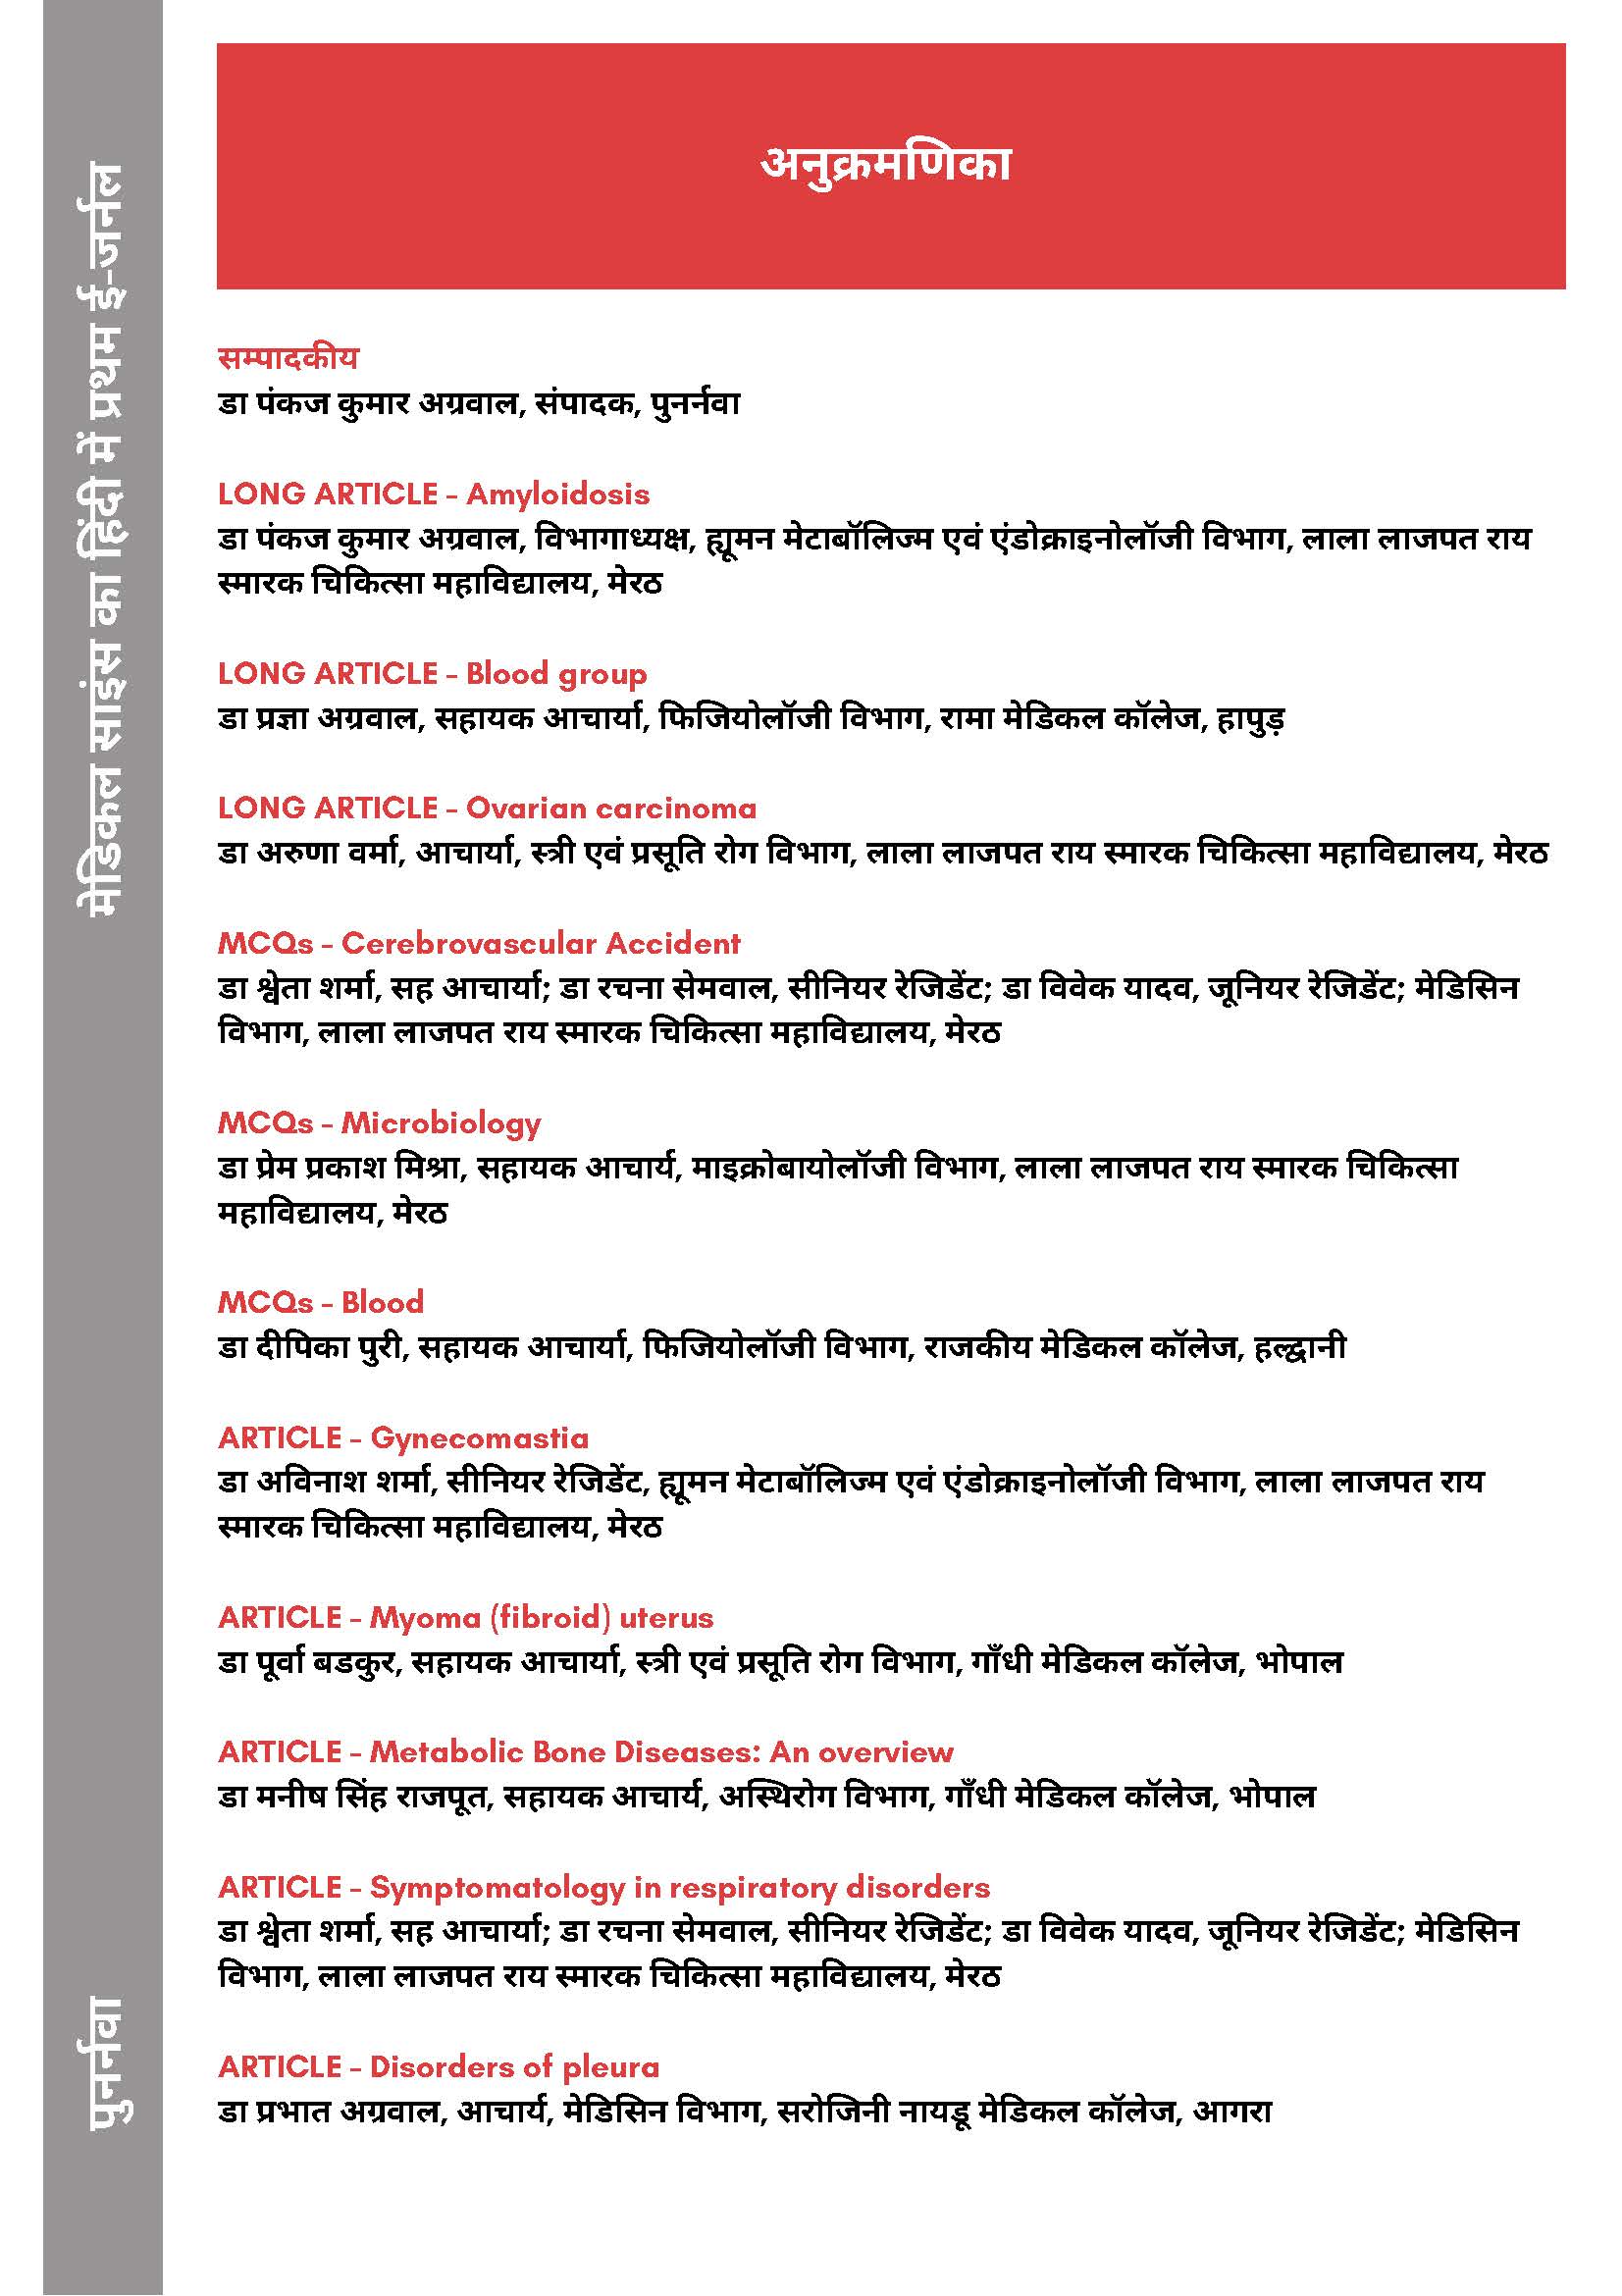 मेडिकल साइंस का हिंदी में प्रथम ई-जर्नल
पुनर्नवा
अनुक्रमणिका
सम्पादकीय
डा पंकज कुमार अग्रवाल, संपादक, पुनर्नवा
LONG ARTICLE - Amyloidosis
डा पंकज कुमार अग्रवाल, विभागाध्यक्ष, ह्यूमन मेटाबॉलिज्म एवं एंडोक्राइनोलॉजी विभाग, लाला लाजपत राय
स्मारक चिकित्सा महाविद्यालय, मेरठ
LONG ARTICLE - Blood group
डा प्रज्ञा अग्रवाल, सहायक आचार्या, फिजियोलॉजी विभाग, रामा मेडिकल कॉलेज, हापुड़
LONG ARTICLE - Ovarian carcinoma
डा अरुणा वर्मा, आचार्या, स्त्री एवं प्रसूति रोग विभाग, लाला लाजपत राय स्मारक चिकित्सा महाविद्यालय, मेरठ
MCQs - Cerebrovascular Accident
डा श्वेता शर्मा, सह आचार्या; डा रचना सेमवाल, सीनियर रेजिडेंट; डा विवेक यादव, जूनियर रेजिडेंट; मेडिसिन
विभाग, लाला लाजपत राय स्मारक चिकित्सा महाविद्यालय, मेरठ
MCQs - Microbiology
डा प्रेम प्रकाश मिश्रा, सहायक आचार्य, माइक्रोबायोलॉजी विभाग, लाला लाजपत राय स्मारक चिकित्सा
महाविद्यालय, मेरठ
MCQs - Blood
डा दीपिका पुरी, सहायक आचार्या, फिजियोलॉजी विभाग, राजकीय मेडिकल कॉलेज, हल्द्वानी
ARTICLE - Gynecomastia
डा अविनाश शर्मा, सीनियर रेजिडेंट, ह्यूमन मेटाबॉलिज्म एवं एंडोक्राइनोलॉजी विभाग, लाला लाजपत राय
स्मारक चिकित्सा महाविद्यालय, मेरठ
ARTICLE - Myoma (fibroid) uterus
डा पूर्वा बडकुर, सहायक आचार्या, स्त्री एवं प्रसूति रोग विभाग, गाँधी मेडिकल कॉलेज, भोपाल
ARTICLE - Metabolic Bone Diseases: An overview
डा मनीष सिंह राजपूत, सहायक आचार्य, अस्थिरोग विभाग, गाँधी मेडिकल कॉलेज, भोपाल
ARTICLE - Symptomatology in respiratory disorders
डा श्वेता शर्मा, सह आचार्या; डा रचना सेमवाल, सीनियर रेजिडेंट; डा विवेक यादव, जूनियर रेजिडेंट; मेडिसिन
विभाग, लाला लाजपत राय स्मारक चिकित्सा महाविद्यालय, मेरठ
ARTICLE - Disorders of pleura
डा प्रभात अग्रवाल, आचार्य, मेडिसिन विभाग, सरोजिनी नायडू मेडिकल कॉलेज, आगरा